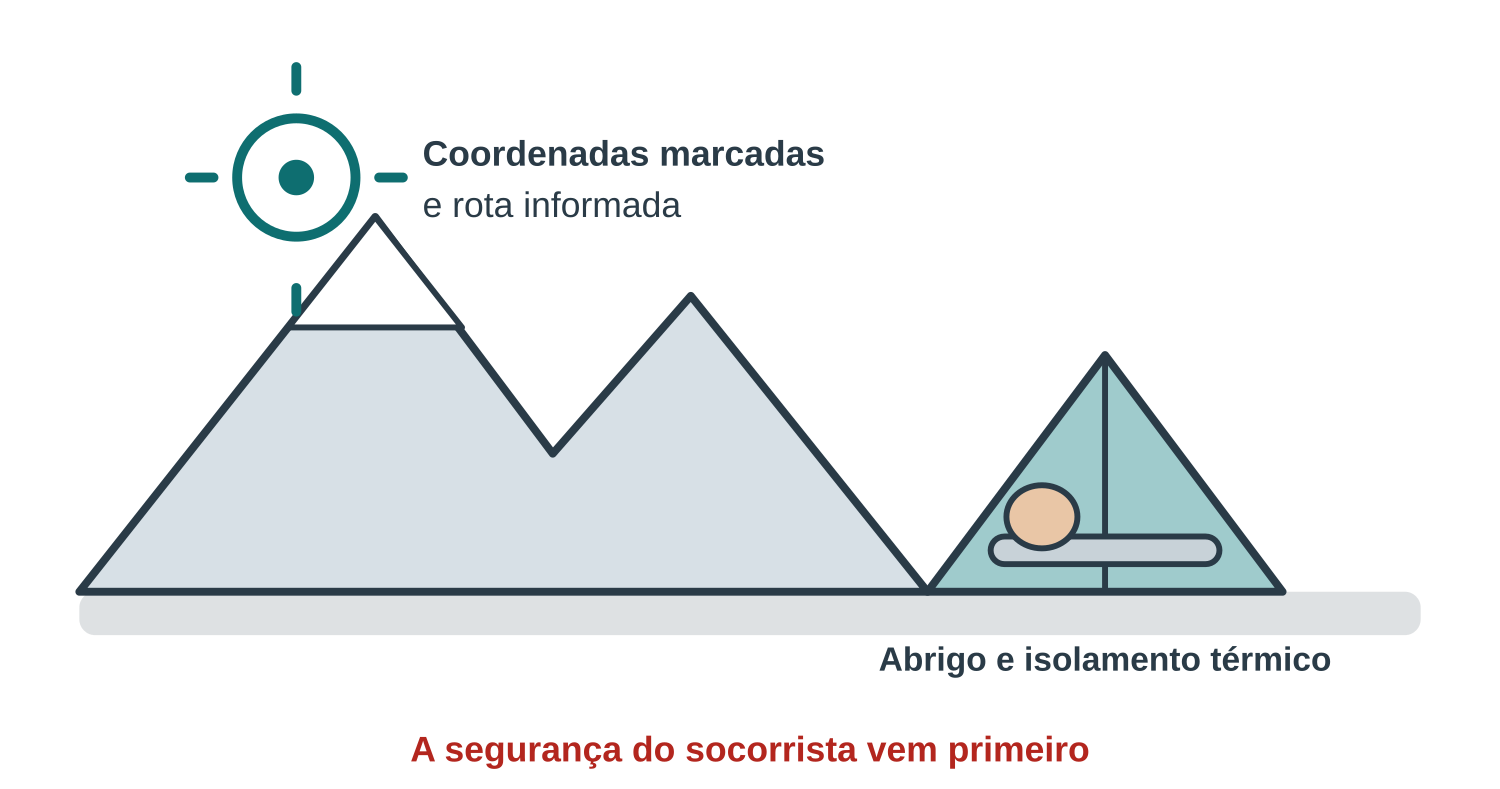 Coordenadas marcadas
e rota informada
Abrigo e isolamento térmico
A segurança do socorrista vem primeiro